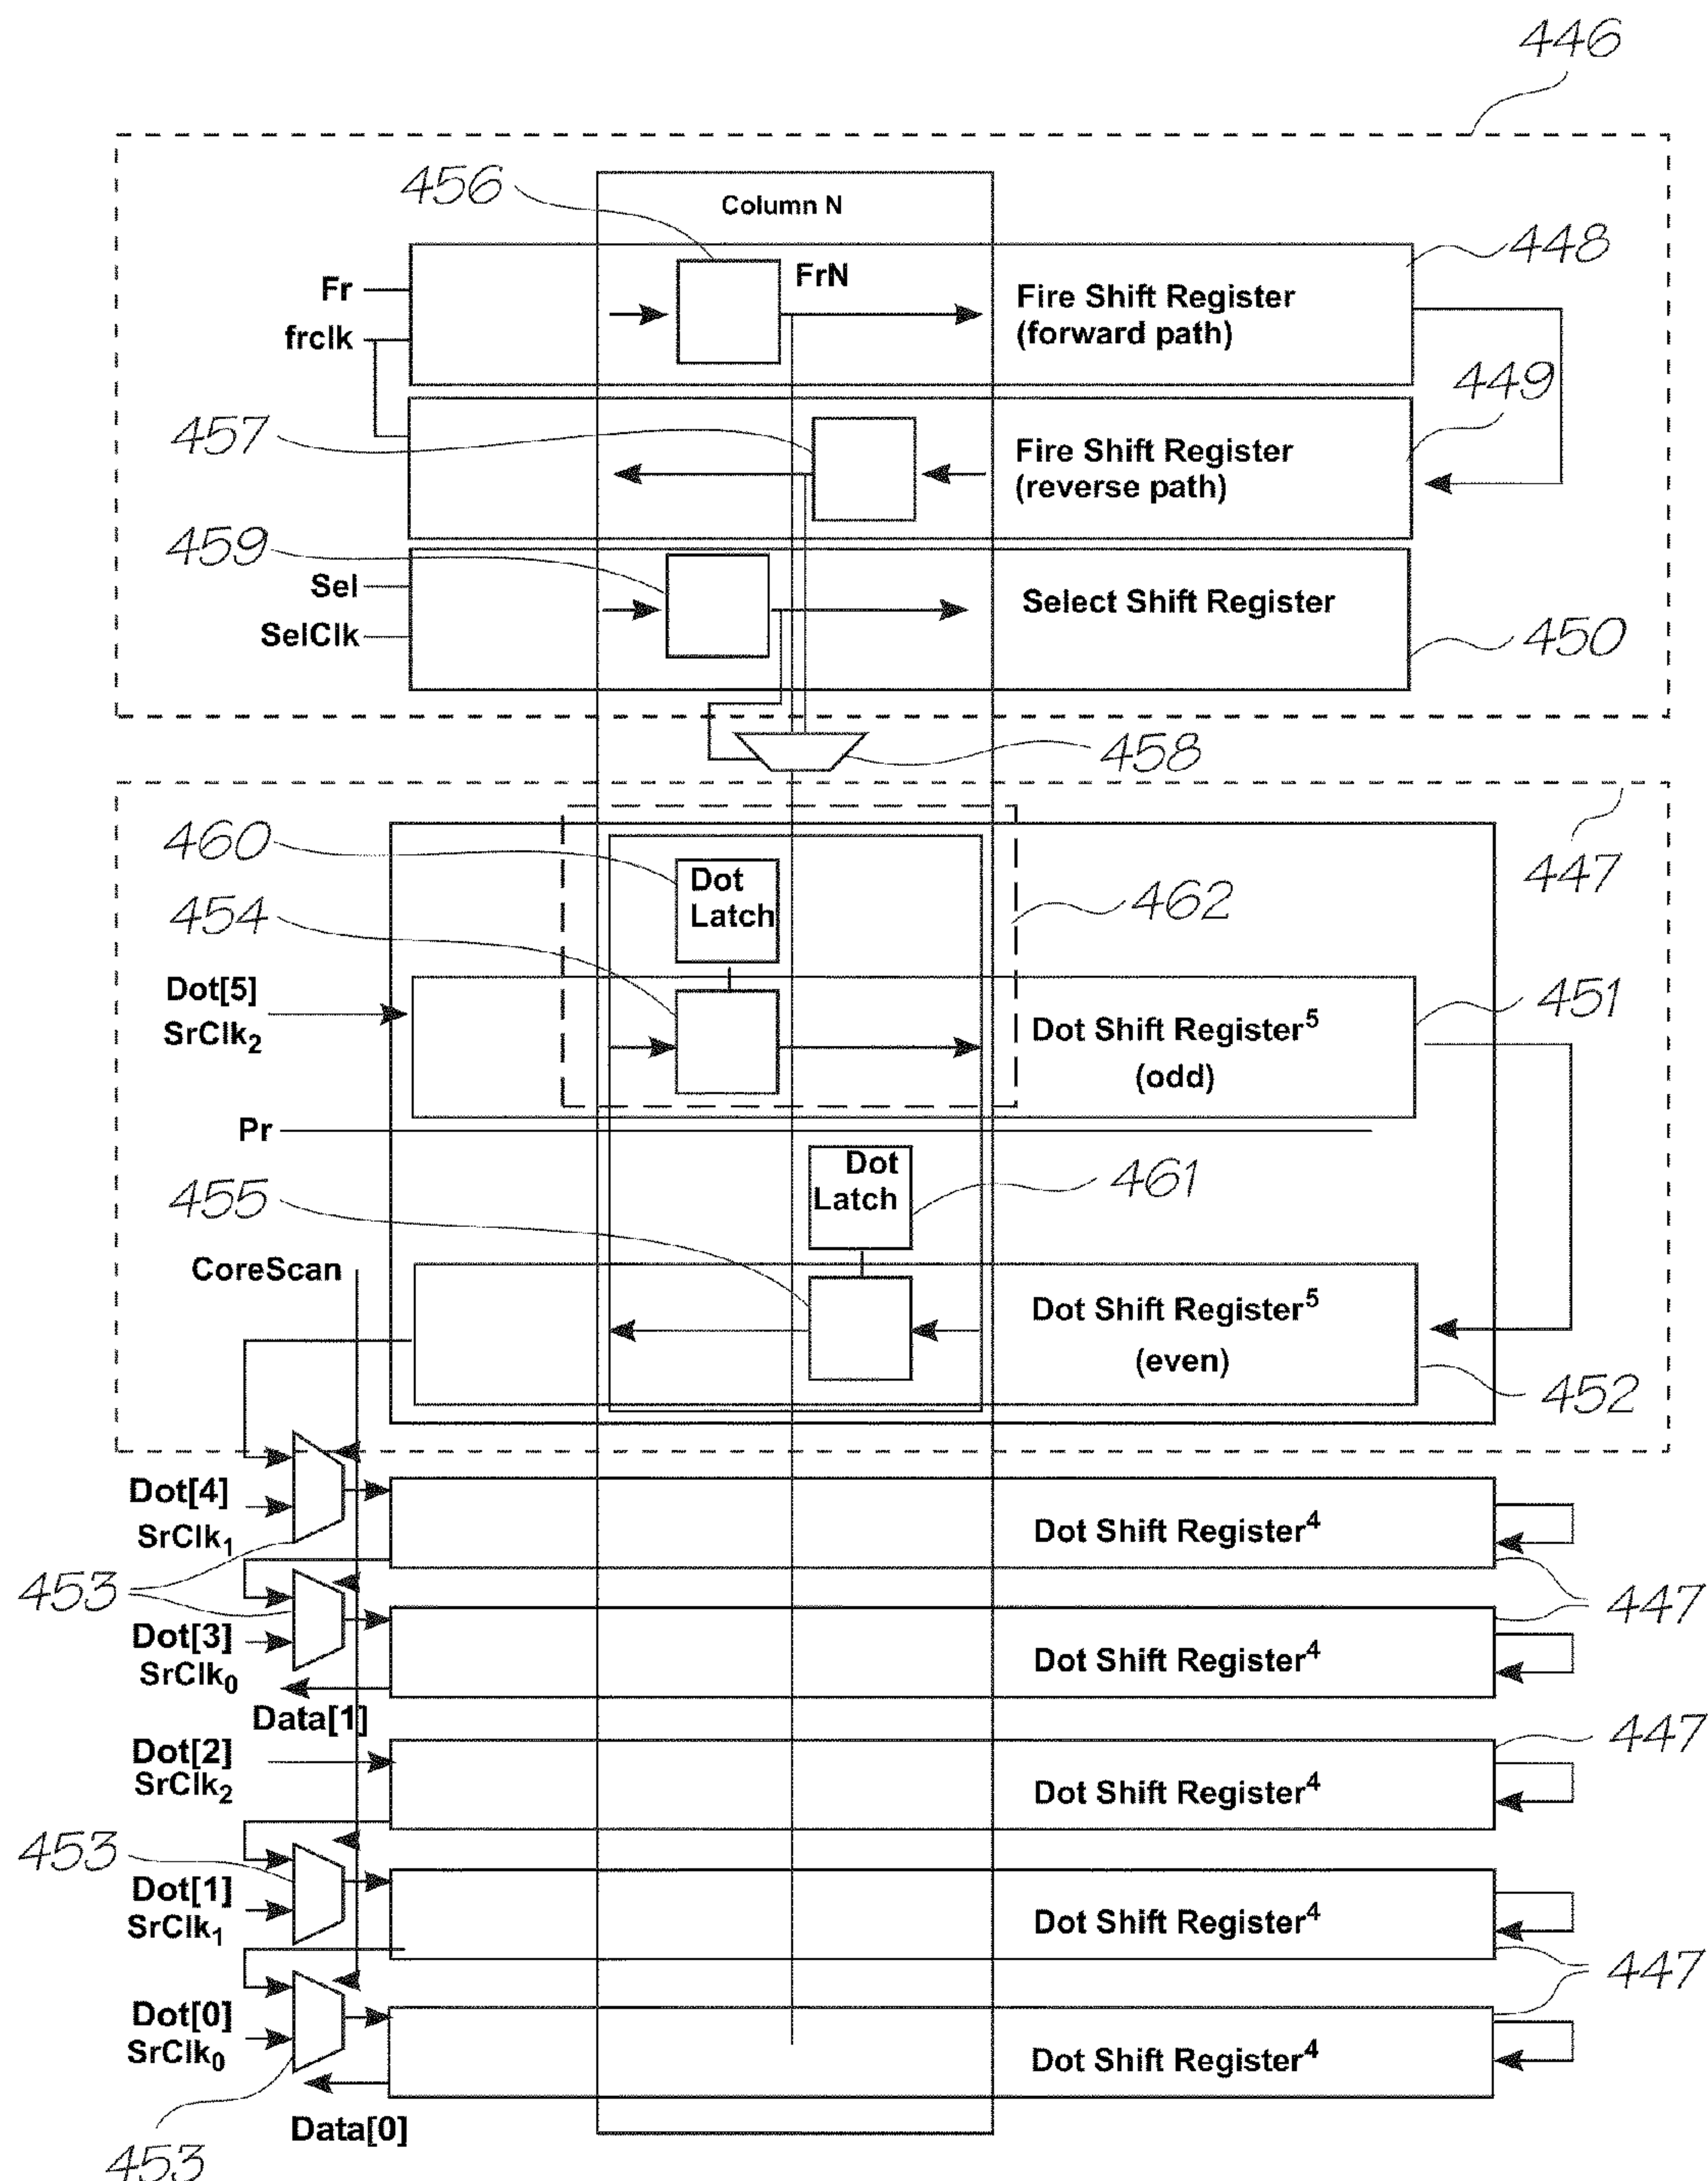 446
456
Column N
448
Fr
FrN
Fire Shift Register
(forward path)
frclk
449
457
Fire Shift Register
(reverse path)
459
Sel
Select Shift Register
SelClk
450
458
460
Dot
Latch
447
462
454
Dot[5]
SrClk₂
451
Dot Shift Register⁵
(odd)
Pr
Dot
Latch
461
455
CoreScan
Dot Shift Register⁵
(even)
452
Dot[4]
SrClk₁
Dot Shift Register⁴
453
447
Dot[3]
SrClk₀
Dot Shift Register⁴
Data[1]
447
Dot[2]
SrClk₂
Dot Shift Register⁴
453
Dot[1]
SrClk₁
Dot Shift Register⁴
447
Dot[0]
SrClk₀
Dot Shift Register⁴
Data[0]
453